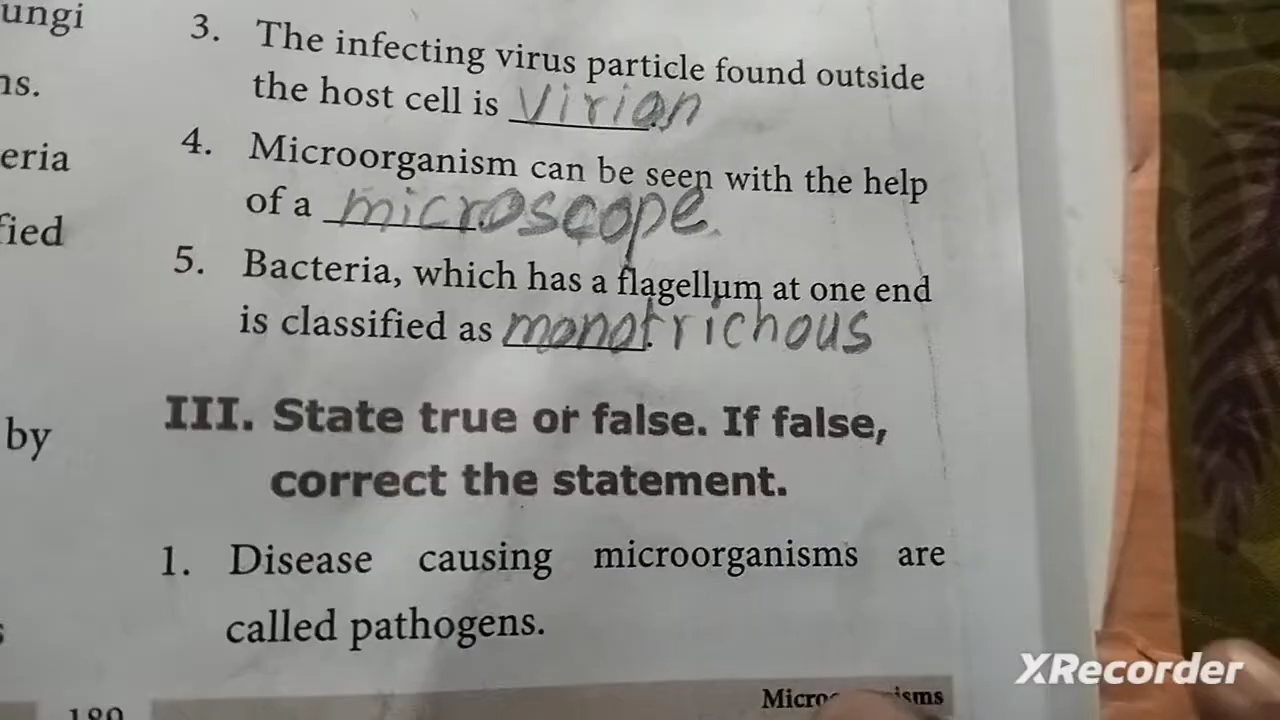 ungi
ns.
eria
fied
by
3. The infecting virus particle found outside
the host cell is virion.
4. Microorganism can be seen with the help
of a microscope.
5. Bacteria, which has a flagellum at one end
is classified as monotrichous.
III. State true or false. If false,
correct the statement.
1. Disease causing microorganisms are
called pathogens.
XRecorder